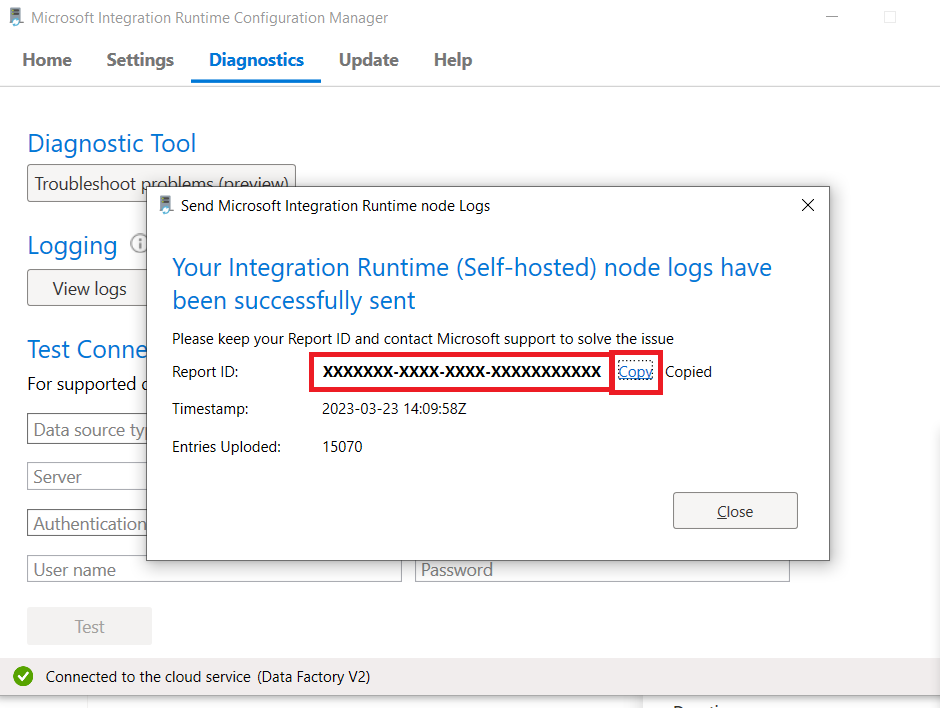 Microsoft Integration Runtime Configuration Manager
Home Settings Diagnostics Update Help
Diagnostic Tool
Troubleshoot problems (preview)
Send Microsoft Integration Runtime node Logs
Logging
View logs
Your Integration Runtime (Self-hosted) node logs have
been successfully sent
Please keep your Report ID and contact Microsoft support to solve the issue
Test Conne
Report ID: XXXXXXX-XXXX-XXXX-XXXXXXXXXXX Copy Copied
For supported
Timestamp: 2023-03-23 14:09:58Z
Data source ty
Entries Uploded: 15070
Server
Authentication
Close
User name Password
Test
Connected to the cloud service (Data Factory V2)